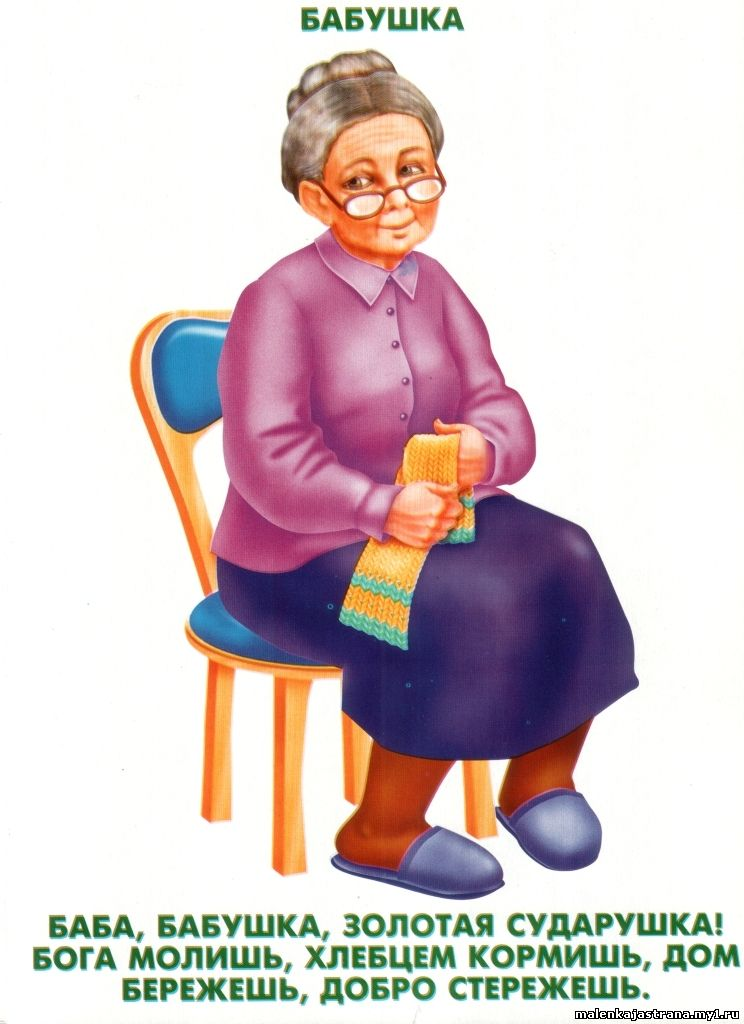 БАБУШКА
БАБА, БАБУШКА, ЗОЛОТАЯ СУДАРУШКА!
БОГА МОЛИШЬ, ХЛЕБЦЕМ КОРМИШЬ, ДОМ
БЕРЕЖЕШЬ, ДОБРО СТЕРЕЖЕШЬ.
malenkajastrana.my1.ru